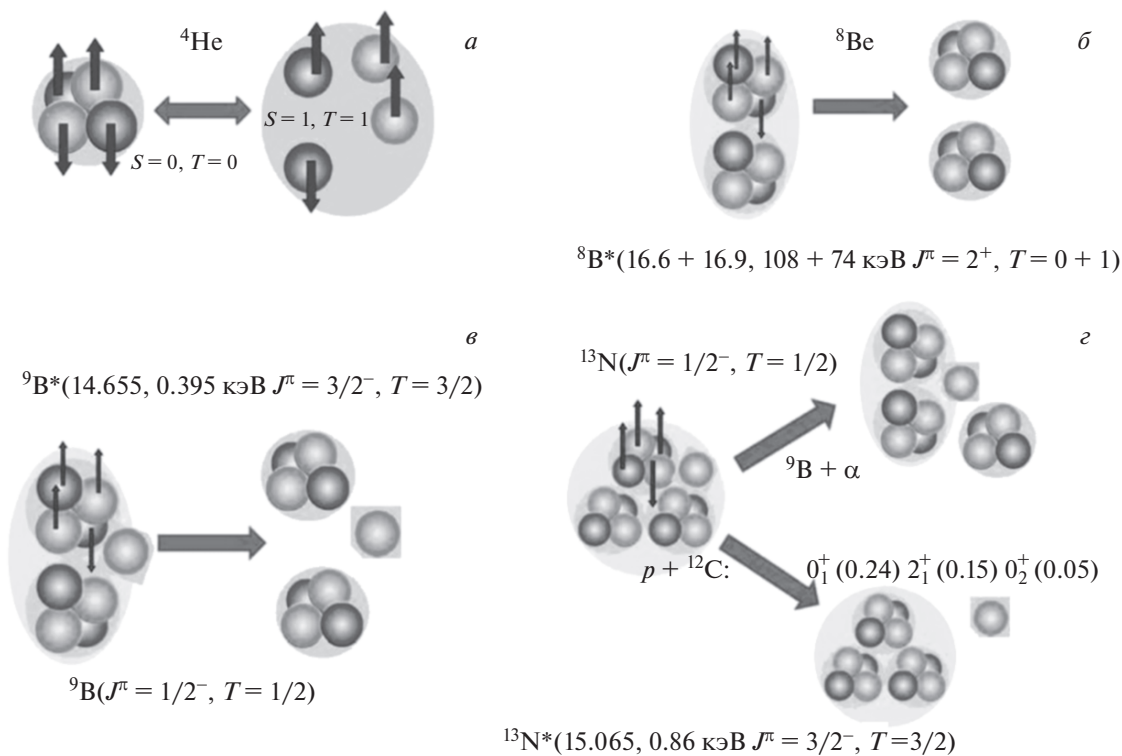 ⁴He
а
S = 0, T = 0
S = 1, T = 1
⁸Be
б
⁸B*(16.6 + 16.9, 108 + 74 кэВ Jᵖ = 2⁺, T = 0 + 1)
в
⁹B*(14.655, 0.395 кэВ J^π = 3/2⁻, T = 3/2)
⁹B(J^π = 1/2⁻, T = 1/2)
г
¹³N(J^π = 1/2⁻, T = 1/2)
⁹B + α
p + ¹²C: 0₁⁺ (0.24) 2₁⁺ (0.15) 0₂⁺ (0.05)
¹³N*(15.065, 0.86 кэВ J^π = 3/2⁻, T =3/2)